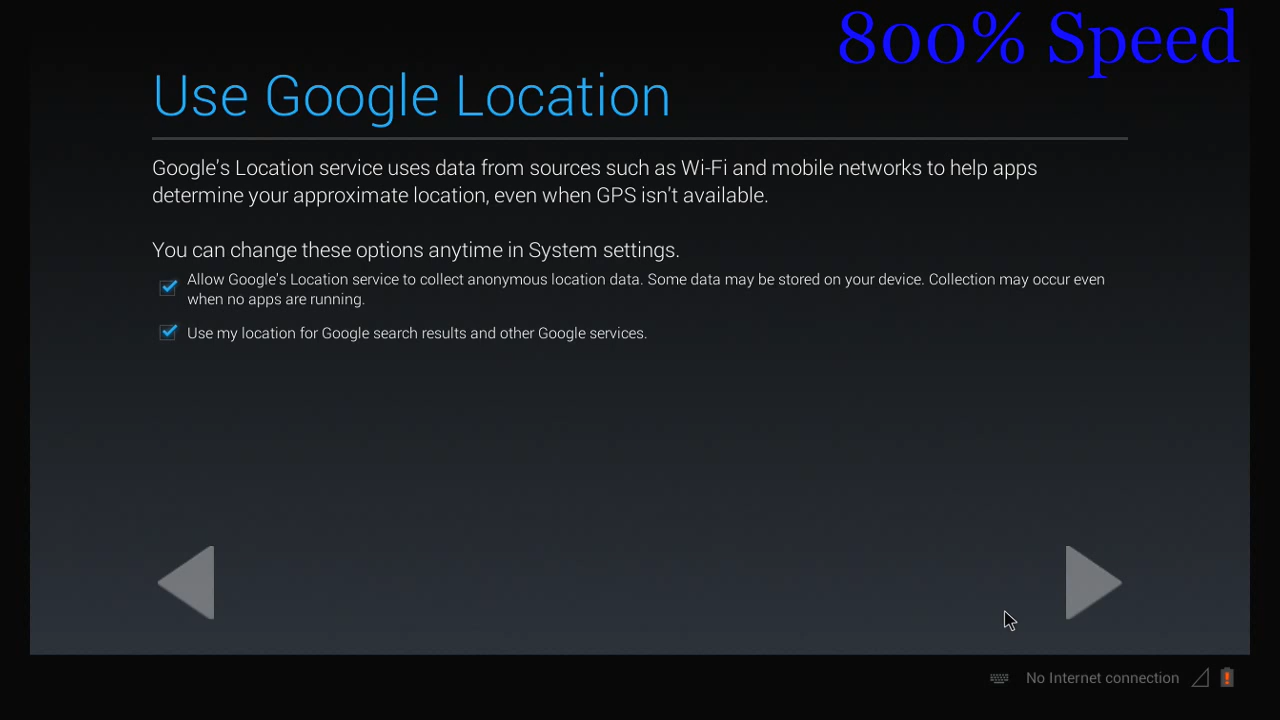 800% Speed
Use Google Location
Google's Location service uses data from sources such as Wi-Fi and mobile networks to help apps
determine your approximate location, even when GPS isn't available.
You can change these options anytime in System settings.
Allow Google's Location service to collect anonymous location data. Some data may be stored on your device. Collection may occur even
when no apps are running.
Use my location for Google search results and other Google services.
No Internet connection